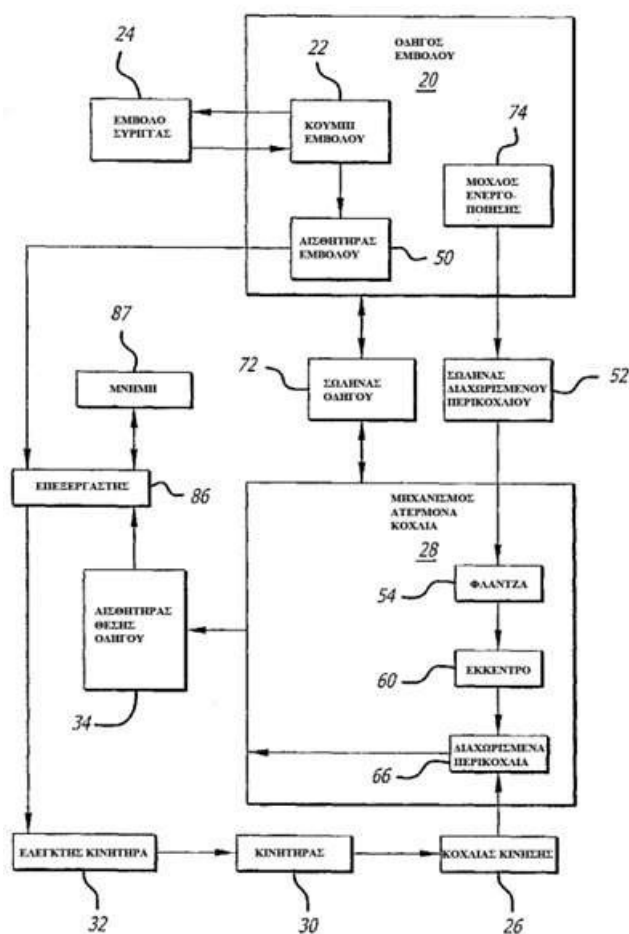 24
22
ΟΔΗΓΟΣ
ΕΜΒΟΛΟΥ
20
74
ΕΜΒΟΛΟ
ΣΥΡΙΓΓΑΣ
ΚΟΥΜΠΙ
ΕΜΒΟΛΟΥ
ΜΟΧΛΟΣ
ΕΝΕΡΓΟ-
ΠΟΙΗΣΗΣ
ΑΙΣΘΗΤΗΡΑΣ
ΕΜΒΟΛΟΥ
50
87
72
ΜΝΗΜΗ
ΣΩΛΗΝΑΣ
ΟΔΗΓΟΥ
ΣΩΛΗΝΑΣ
ΔΙΑΧΩΡΙΣΜΕΝΟΥ
ΠΕΡΙΚΟΧΛΙΟΥ
52
ΕΠΕΞΕΡΓΑΣΤΗΣ
86
ΜΗΧΑΝΙΣΜΟΣ
ΑΤΕΡΜΟΝΑ
ΚΟΧΛΙΑ
28
ΑΙΣΘΗΤΗΡΑΣ
ΘΕΣΗΣ
ΟΔΗΓΟΥ
34
54
ΦΛΑΝΤΖΑ
60
ΕΚΚΕΝΤΡΟ
66
ΔΙΑΧΩΡΙΣΜΕΝΑ
ΠΕΡΙΚΟΧΛΙΑ
ΕΛΕΓΚΤΗΣ ΚΙΝΗΤΗΡΑ
ΚΙΝΗΤΗΡΑΣ
ΚΟΧΛΙΑΣ ΚΙΝΗΣΗΣ
32
30
26